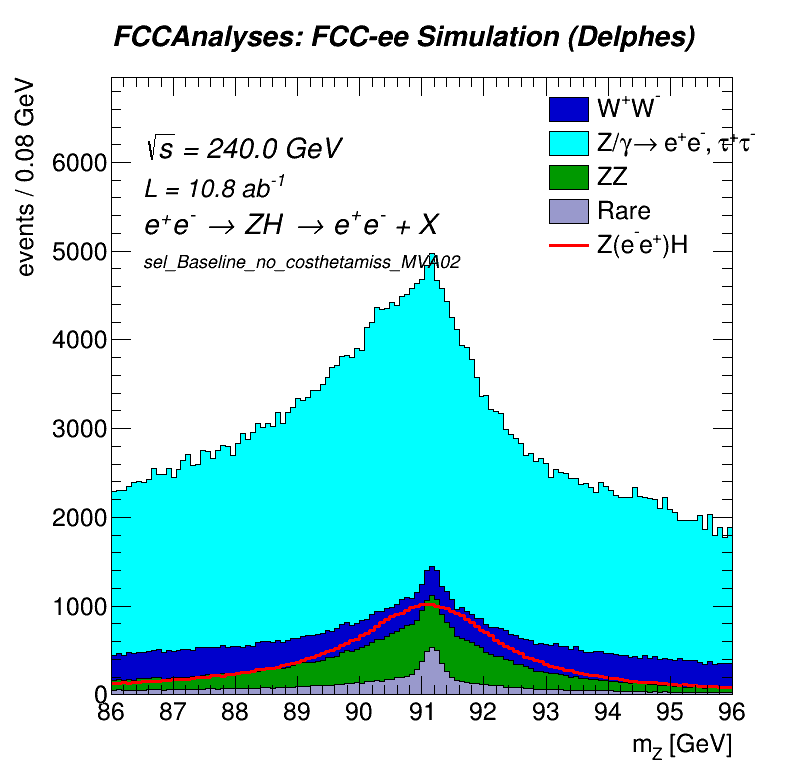 FCCAnalyses: FCC-ee Simulation (Delphes)
events / 0.08 GeV
√s = 240.0 GeV
L = 10.8 ab⁻¹
e⁺e⁻ → ZH → e⁺e⁻ + X
sel_Baseline_no_costhetamiss_MVA02
W⁺W⁻
Z/γ→ e⁺e⁻, τ⁺τ⁻
ZZ
Rare
Z(e⁻e⁺)H
6000
5000
4000
3000
2000
1000
0
86 87 88 89 90 91 92 93 94 95 96
m_Z [GeV]